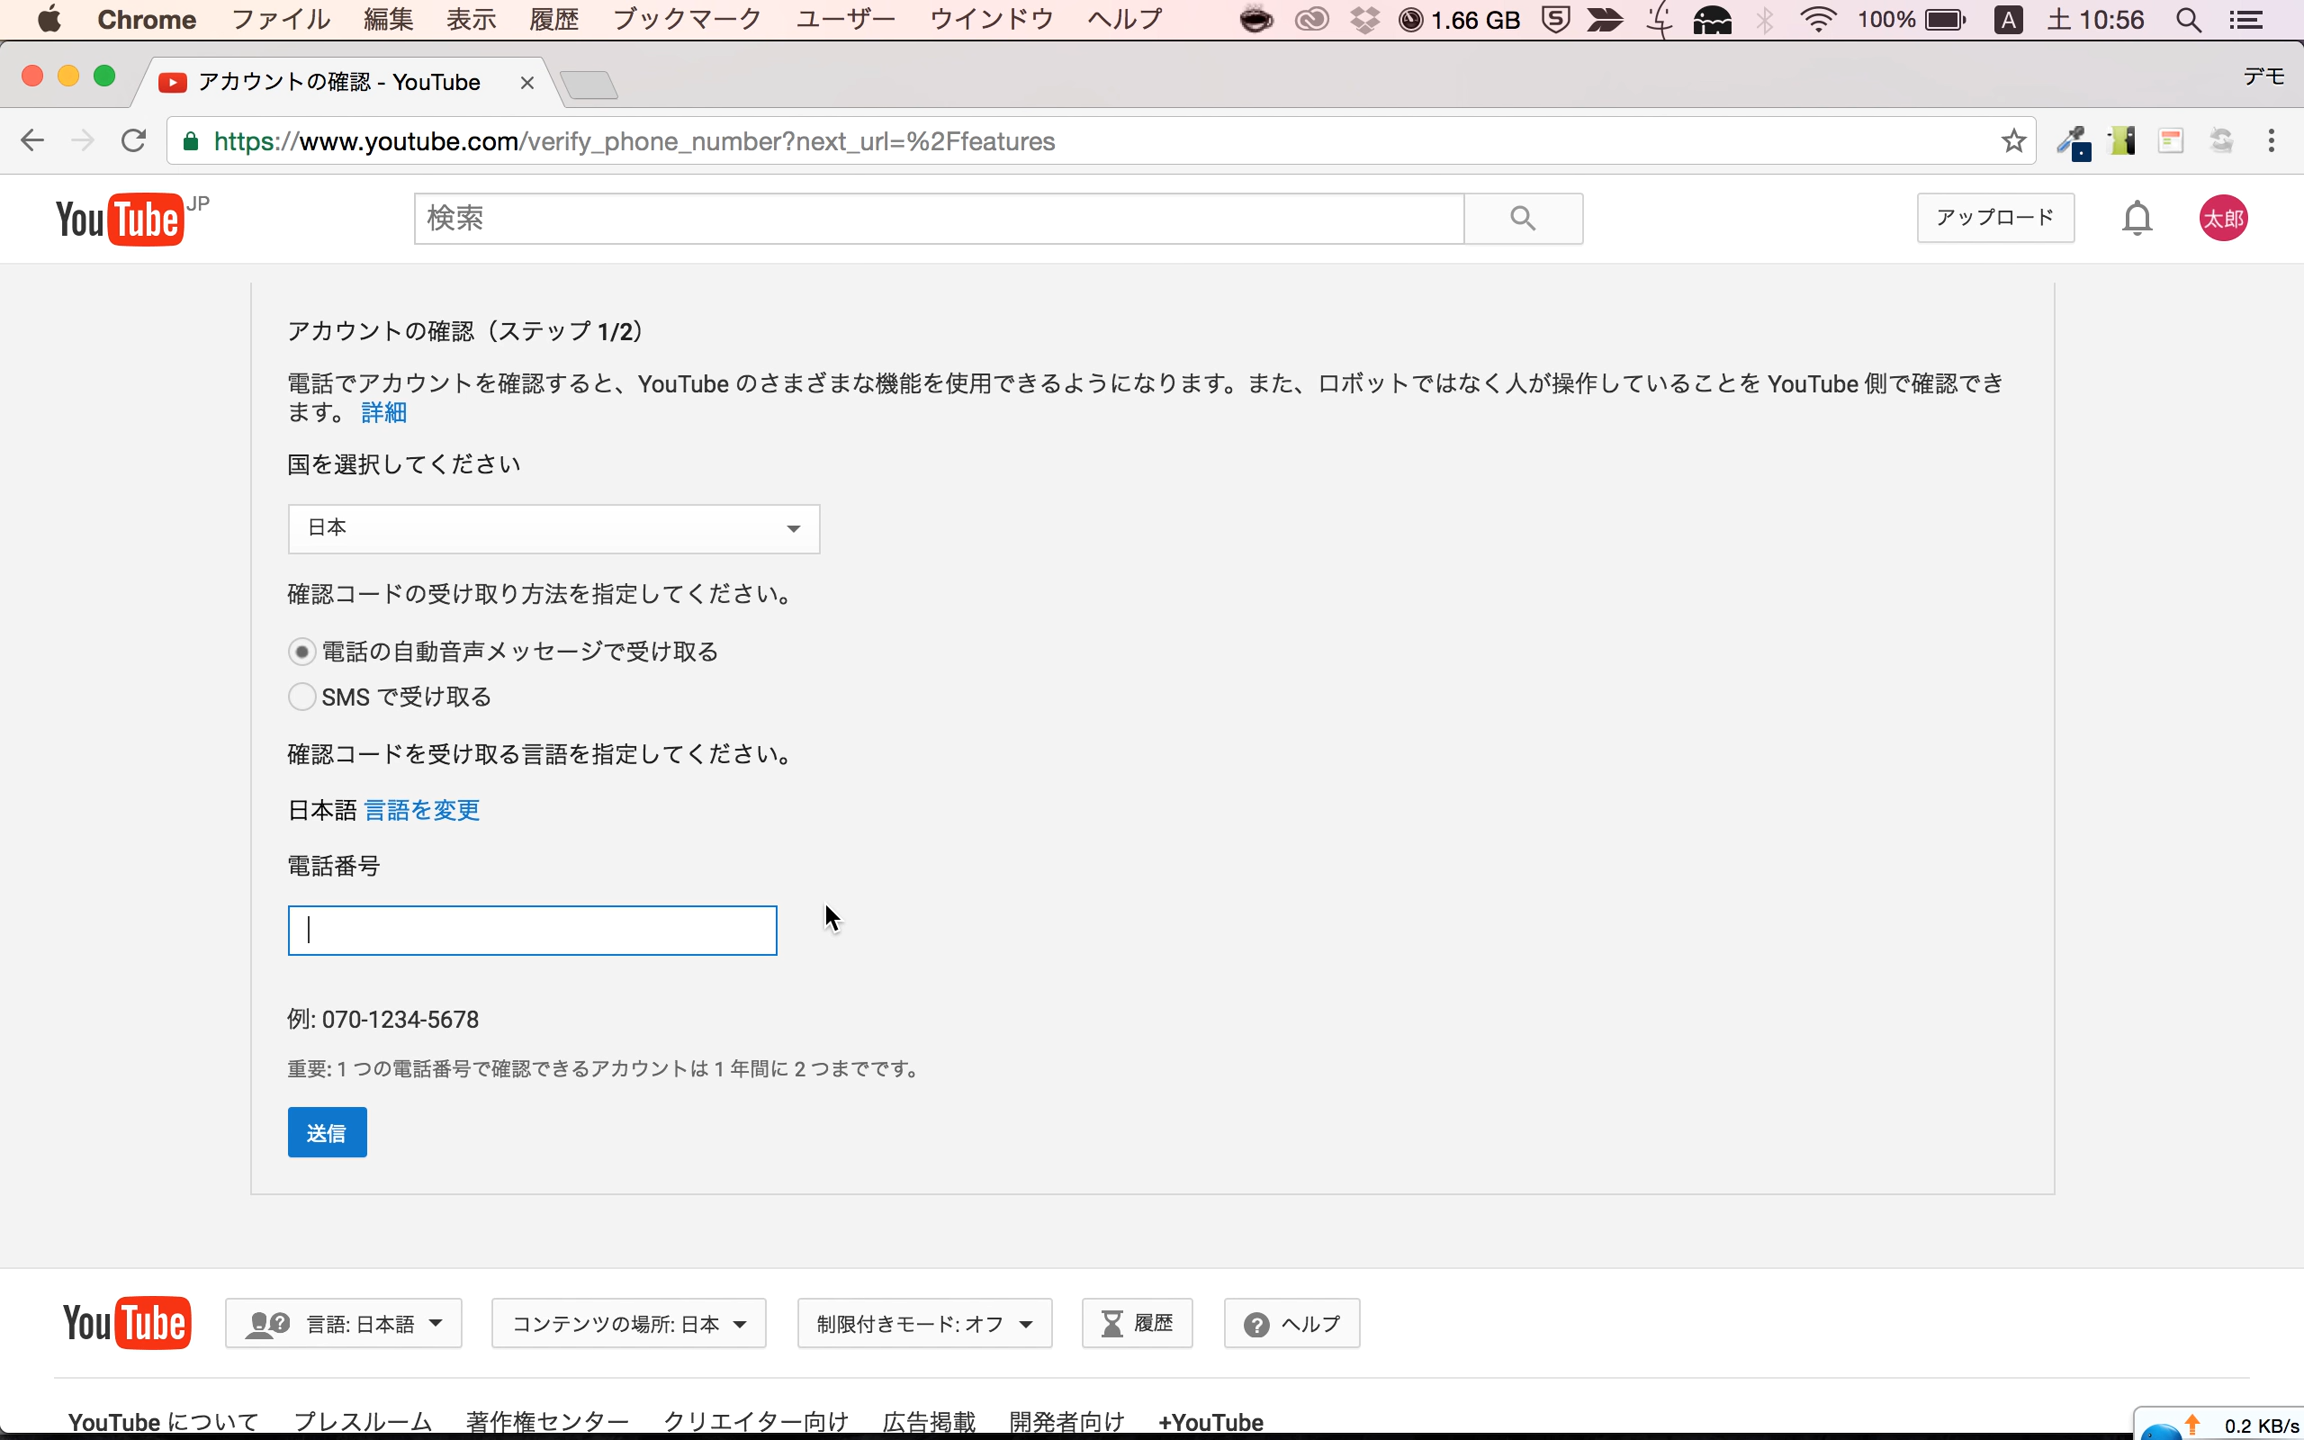 Chrome ファイル 編集 表示 履歴 ブックマーク ユーザー ウインドウ ヘルプ 1.66 GB 100% A 土 10:56
アカウントの確認 - YouTube
デモ
https://www.youtube.com/verify_phone_number?next_url=%2Ffeatures
YouTube JP
検索
アップロード
太郎
アカウントの確認（ステップ 1/2）
電話でアカウントを確認すると、YouTube のさまざまな機能を使用できるようになります。また、ロボットではなく人が操作していることを YouTube 側で確認でき
ます。 詳細
国を選択してください
日本
確認コードの受け取り方法を指定してください。
電話の自動音声メッセージで受け取る
SMS で受け取る
確認コードを受け取る言語を指定してください。
日本語 言語を変更
電話番号
例: 070-1234-5678
重要: 1 つの電話番号で確認できるアカウントは 1 年間に 2 つまでです。
送信
YouTube 言語: 日本語 コンテンツの場所: 日本 制限付きモード: オフ 履歴 ヘルプ
YouTube について プレスルーム 著作権センター クリエイター向け 広告掲載 開発者向け +YouTube
0.2 KB/s